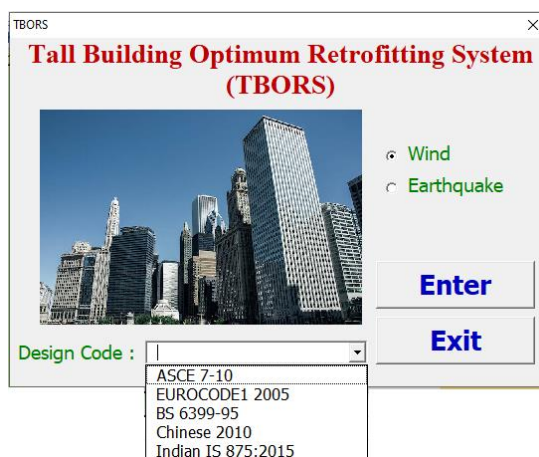 TBORS
Tall Building Optimum Retrofitting System
(TBORS)
Wind
Earthquake
Enter
Exit
Design Code :
ASCE 7-10
EUROCODE1 2005
BS 6399-95
Chinese 2010
Indian IS 875:2015